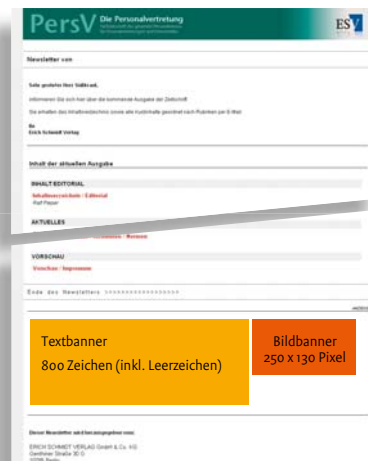 PersV Die Personalvertretung
ESV
Newsletter von
Sehr geehrter Herr
informieren Sie sich hier über die kommende Ausgabe der Zeitschrift
Sie erhalten das Inhaltsverzeichnis sowie alle Kurzinhalte geordnet nach Rubriken per E-Mail
Ihr
Erich Schmidt Verlag
Inhalt der aktuellen Ausgabe
INHALT/EDITORIAL
Inhaltsverzeichnis / Editorial
AKTUELLES
VORSCHAU
Vorschau / Impressum
Ende des Newsletters
Textbanner
800 Zeichen (inkl. Leerzeichen)
Bildbanner
250 x 130 Pixel
Dieser Newsletter wird herausgegeben von:
ERICH SCHMIDT VERLAG GmbH & Co. KG
Genthiner Straße 30 G
10785 Berlin